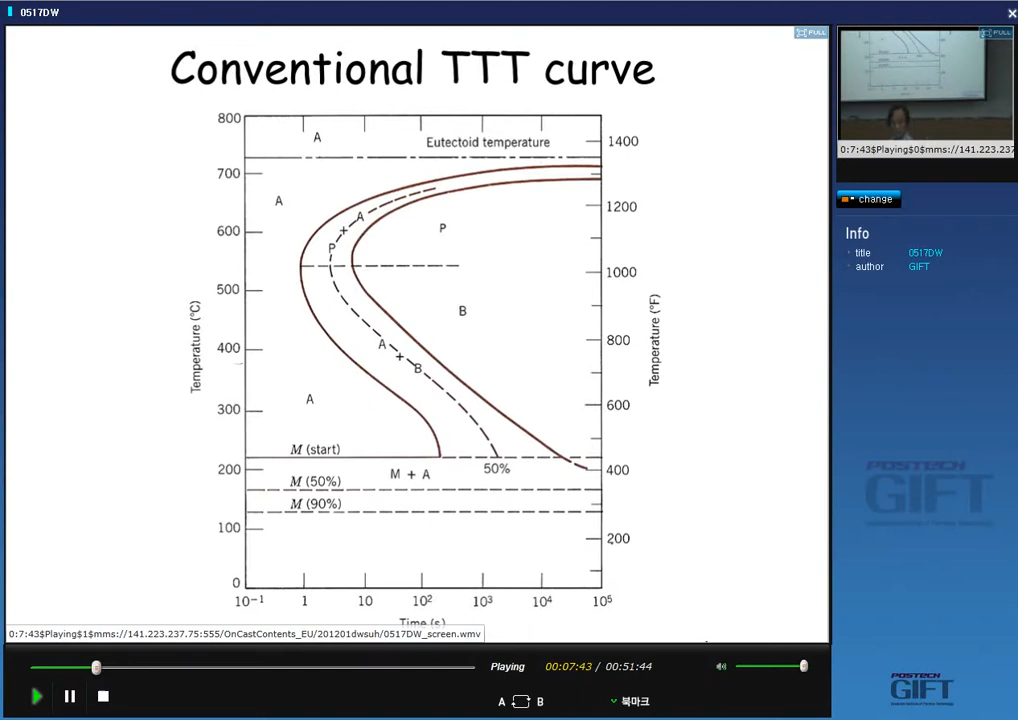 0517DW
FULL
Conventional TTT curve
800
700
600
500
400
300
200
100
0
Temperature (°C)
1400
1200
1000
800
600
400
200
Temperature (°F)
A
Eutectoid temperature
A
A
+
P
P
B
A
+
B
A
M (start)
M + A
50%
M (50%)
M (90%)
10⁻¹
1
10
10²
10³
10⁴
10⁵
Time (s)
0:7:43$Playing$1$mms://141.223.237.75:555/OnCastContents_EU/201201dwsuh/0517DW_screen.wmv
Playing
00:07:43 / 00:51:44
A
B
북마크
FULL
0:7:43$Playing$0$mms://141.223.237
change
Info
title
0517DW
author
GIFT
POSTECH
GIFT
POSTECH
GIFT